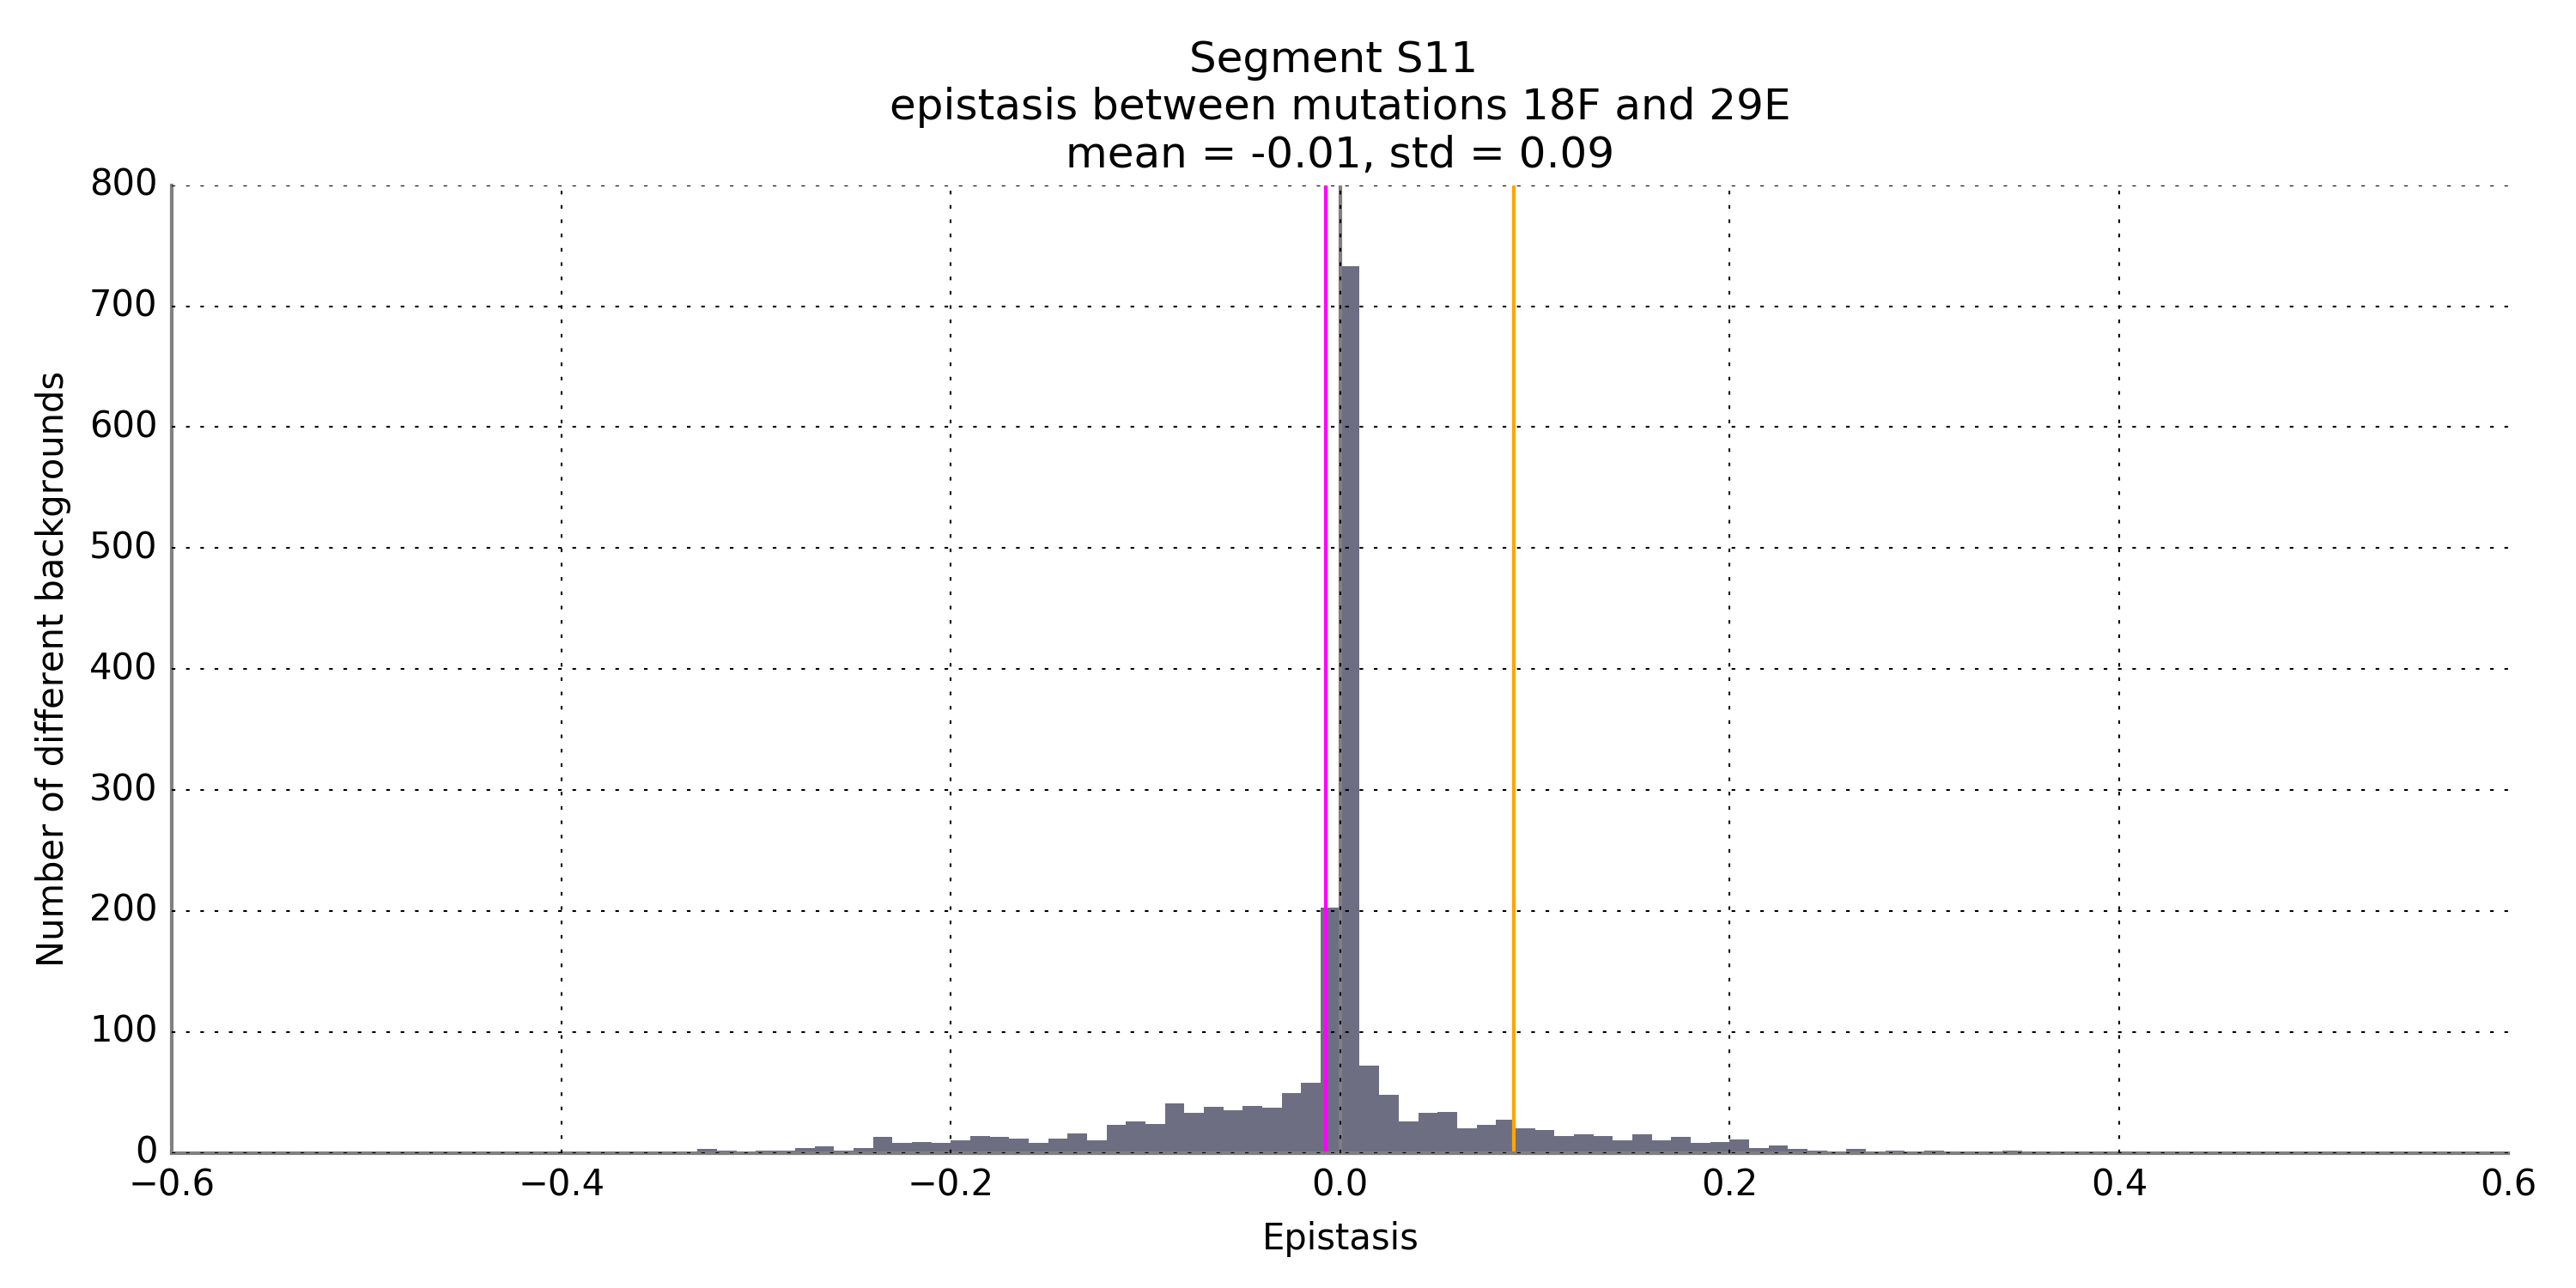 Segment S11
epistasis between mutations 18F and 29E
mean = -0.01, std = 0.09
800
700
600
500
400
300
200
100
0
Number of different backgrounds
−0.6 −0.4 −0.2 0.0 0.2 0.4 0.6
Epistasis